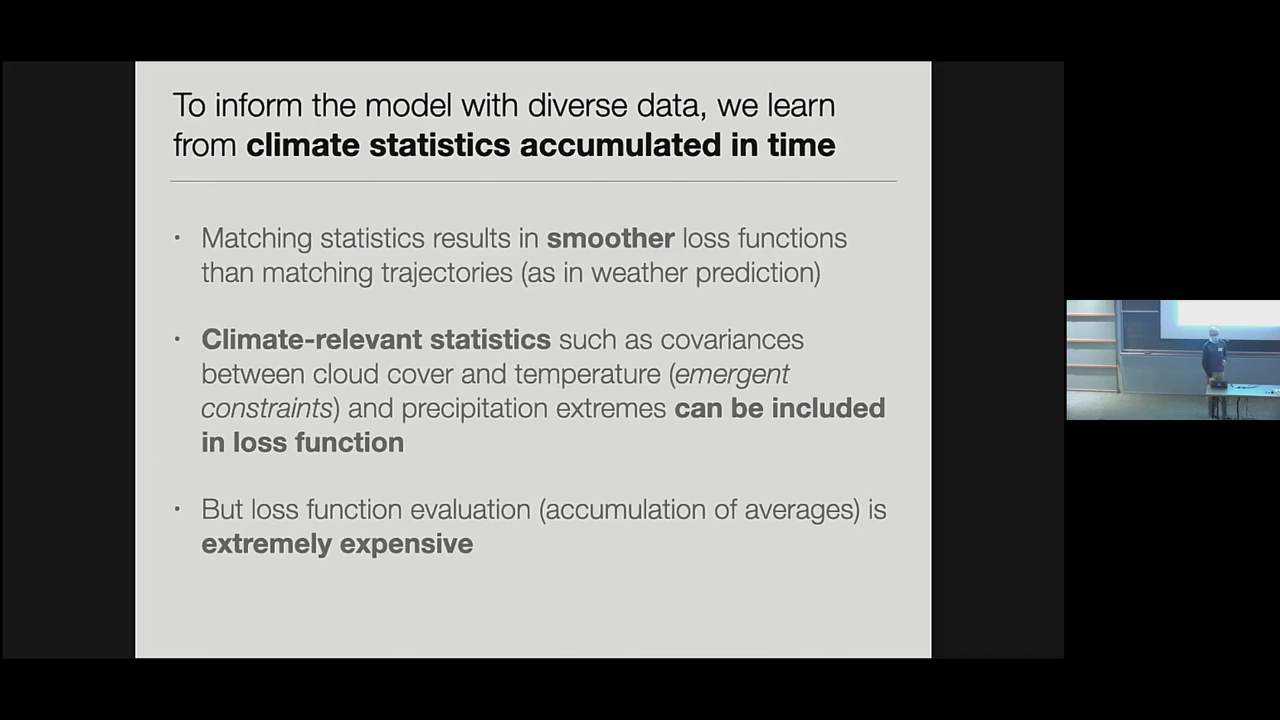 To inform the model with diverse data, we learn
from climate statistics accumulated in time
• Matching statistics results in smoother loss functions
than matching trajectories (as in weather prediction)
• Climate-relevant statistics such as covariances
between cloud cover and temperature (emergent
constraints) and precipitation extremes can be included
in loss function
• But loss function evaluation (accumulation of averages) is
extremely expensive